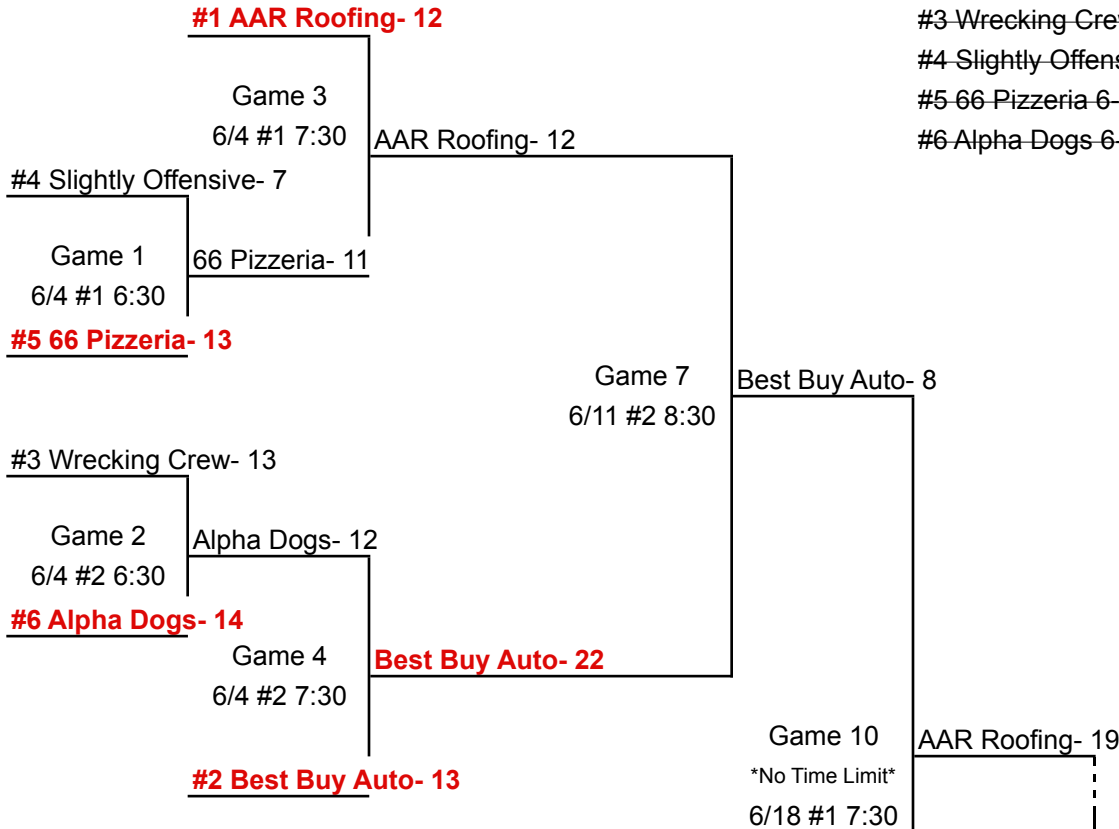 #1 AAR Roofing- 12
#3 Wrecking
#4 Slightly
Game 3
#5 66 Pizzeria 6-
6/4 #1 7:30
AAR Roofing- 12
#6 Alpha Dogs 6-
#4 Slightly Offensive- 7
Game 1
66 Pizzeria- 11
6/4 #1 6:30
#5 66 Pizzeria- 13
Game 7
Best Buy Auto- 8
6/11 #2 8:30
#3 Wrecking Crew- 13
Game 2
Alpha Dogs- 12
6/4 #2 6:30
#6 Alpha Dogs- 14
Game 4
Best Buy Auto- 22
6/4 #2 7:30
Game 10
AAR Roofing- 19
*No Time Limit*
#2 Best Buy Auto- 13
6/18 #1 7:30